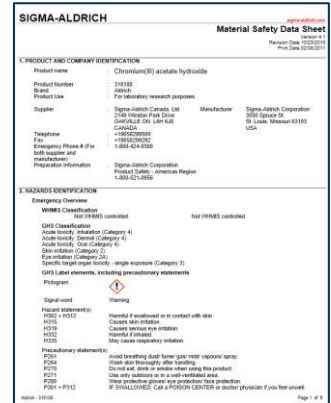 SIGMA-ALDRICH
sigma-aldrich.com
Material Safety Data Sheet
Version 4.1
Revision Date 10/23/2010
Print Date 02/09/2011
1. PRODUCT AND COMPANY IDENTIFICATION
Product name : Chromium(III) acetate hydroxide
Product Number : 318108
Brand : Aldrich
Product Use : For laboratory research purposes
Supplier : Sigma-Aldrich Canada, Ltd
2149 Winston Park Drive
OAKVILLE ON L6H 6J8
CANADA
Manufacturer : Sigma-Aldrich Corporation
3050 Spruce St.
St. Louis, Missouri 63103
USA
Telephone : +19058299500
Fax : +19058299292
Emergency Phone # (For both supplier and manufacturer) : 1-800-424-9300
Preparation Information : Sigma-Aldrich Corporation
Product Safety - Americas Region
1-800-521-8956
2. HAZARDS IDENTIFICATION
Emergency Overview
WHMIS Classification
Not WHMIS controlled. Not WHMIS controlled.
GHS Classification
Acute toxicity, Inhalation (Category 4)
Acute toxicity, Dermal (Category 4)
Acute toxicity, Oral (Category 4)
Skin irritation (Category 2)
Eye irritation (Category 2A)
Specific target organ toxicity - single exposure (Category 3)
GHS Label elements, including precautionary statements
Pictogram
Signal word Warning
Hazard statement(s)
H302 + H312 Harmful if swallowed or in contact with skin.
H315 Causes skin irritation.
H319 Causes serious eye irritation.
H332 Harmful if inhaled.
H335 May cause respiratory irritation.
Precautionary statement(s)
P261 Avoid breathing dust/ fume/ gas/ mist/ vapours/ spray.
P264 Wash skin thoroughly after handling.
P270 Do not eat, drink or smoke when using this product.
P271 Use only outdoors or in a well-ventilated area.
P280 Wear protective gloves/ eye protection/ face protection.
P301 + P312 IF SWALLOWED: Call a POISON CENTER or doctor/ physician if you feel unwell.
Aldrich - 318108
Page 1 of 6